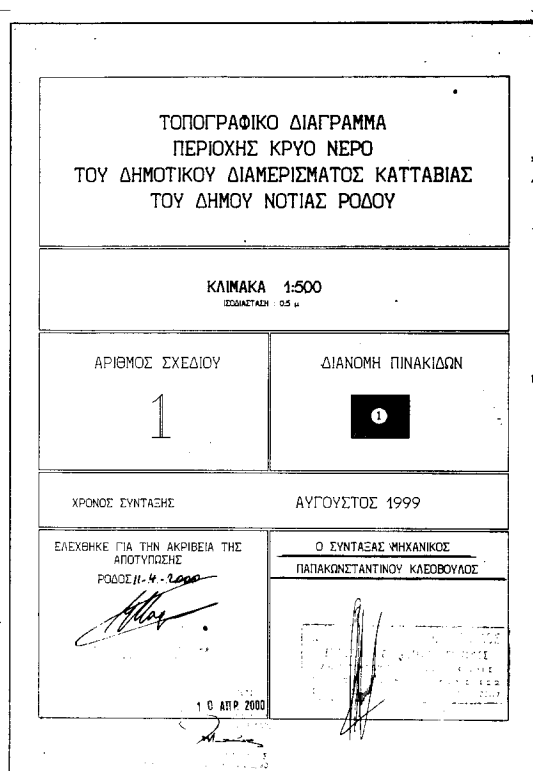 ΤΟΠΟΓΡΑΦΙΚΟ ΔΙΑΓΡΑΜΜΑ
ΠΕΡΙΟΧΗΣ ΚΡΥΟ ΝΕΡΟ
ΤΟΥ ΔΗΜΟΤΙΚΟΥ ΔΙΑΜΕΡΙΣΜΑΤΟΣ ΚΑΤΤΑΒΙΑΣ
ΤΟΥ ΔΗΜΟΥ ΝΟΤΙΑΣ ΡΟΔΟΥ
ΚΛΙΜΑΚΑ 1:500
ΙΣΟΔΙΑΣΤΑΣΗ : 0.5 μ
ΑΡΙΘΜΟΣ ΣΧΕΔΙΟΥ
1
ΔΙΑΝΟΜΗ ΠΙΝΑΚΙΔΩΝ
1
ΧΡΟΝΟΣ ΣΥΝΤΑΞΗΣ
ΑΥΓΟΥΣΤΟΣ 1999
ΕΛΕΧΘΗΚΕ ΓΙΑ ΤΗΝ ΑΚΡΙΒΕΙΑ ΤΗΣ
ΑΠΟΤΥΠΩΣΗΣ
ΡΟΔΟΣ 11-4-2000
1 0 ΑΠΡ. 2000
Ο ΣΥΝΤΑΞΑΣ ΜΗΧΑΝΙΚΟΣ
ΠΑΠΑΚΩΝΣΤΑΝΤΙΝΟΥ ΚΛΕΟΒΟΥΛΟΣ